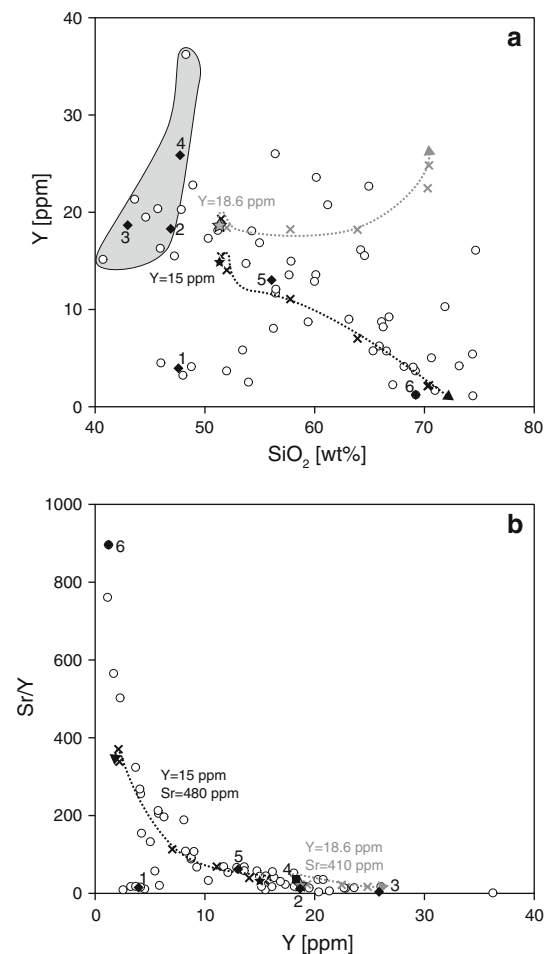 a
40
30
20
10
0
Y [ppm]
4
3
2
Y=18.6 ppm
Y=15 ppm
5
1
6
40 50 60 70 80
SiO2 [wt%]
b
1000
800
600
400
200
0
Sr/Y
6
Y=15 ppm
Sr=480 ppm
Y=18.6 ppm
Sr=410 ppm
5
4
3
1
2
0 10 20 30 40
Y [ppm]